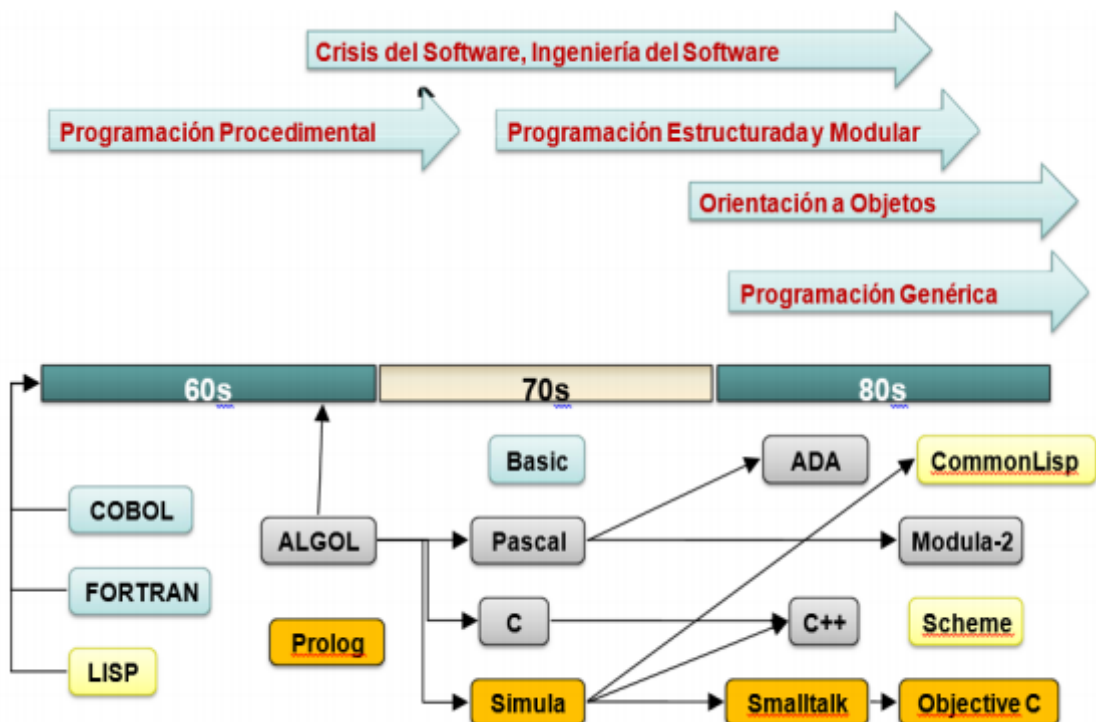 Crisis del Software, Ingeniería del Software
Programación Procedimental
Programación Estructurada y Modular
Orientación a Objetos
Programación Genérica
60s
70s
80s
Basic
ADA
CommonLisp
COBOL
ALGOL
Pascal
Modula-2
FORTRAN
Prolog
C
C++
Scheme
LISP
Simula
Smalltalk
Objective C